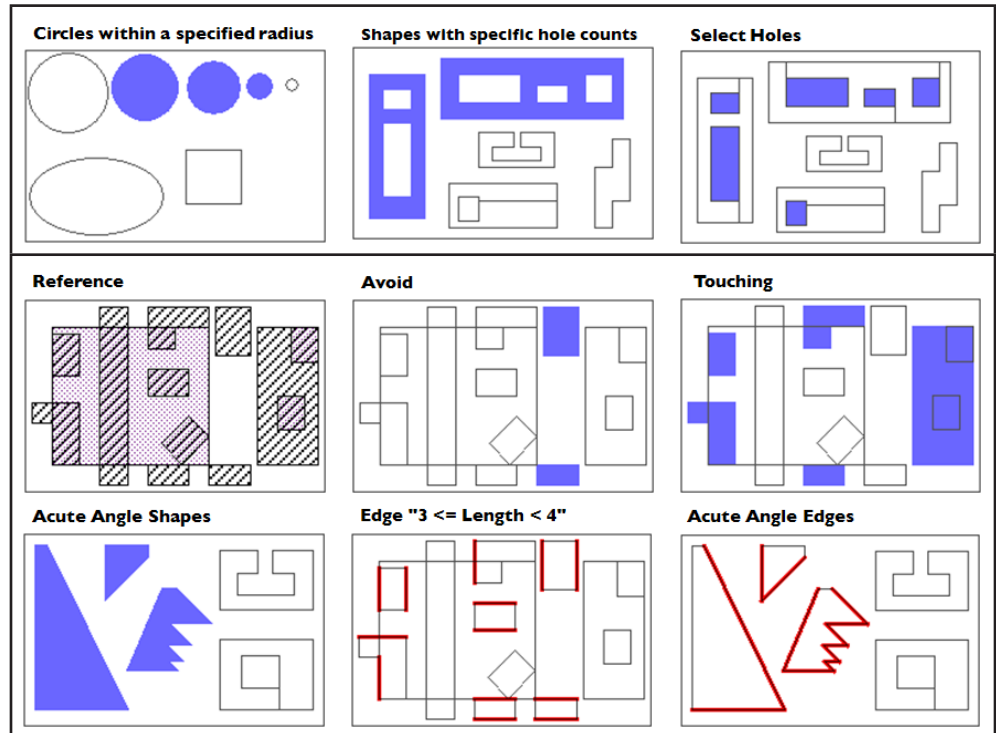 Circles within a specified radius
Shapes with specific hole counts
Select Holes
Reference
Avoid
Touching
Acute Angle Shapes
Edge "3 <= Length < 4"
Acute Angle Edges